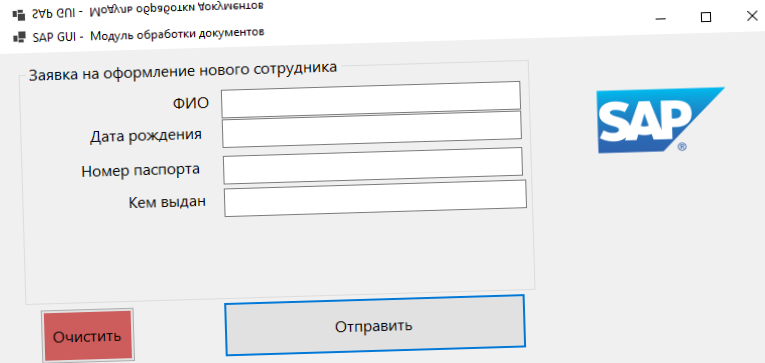 SAP GUI - Модуль обработки документов
SAP GUI - Модуль обработки документов
Заявка на оформление нового сотрудника
ФИО
Дата рождения
Номер паспорта
Кем выдан
SAP ®
Очистить
Отправить